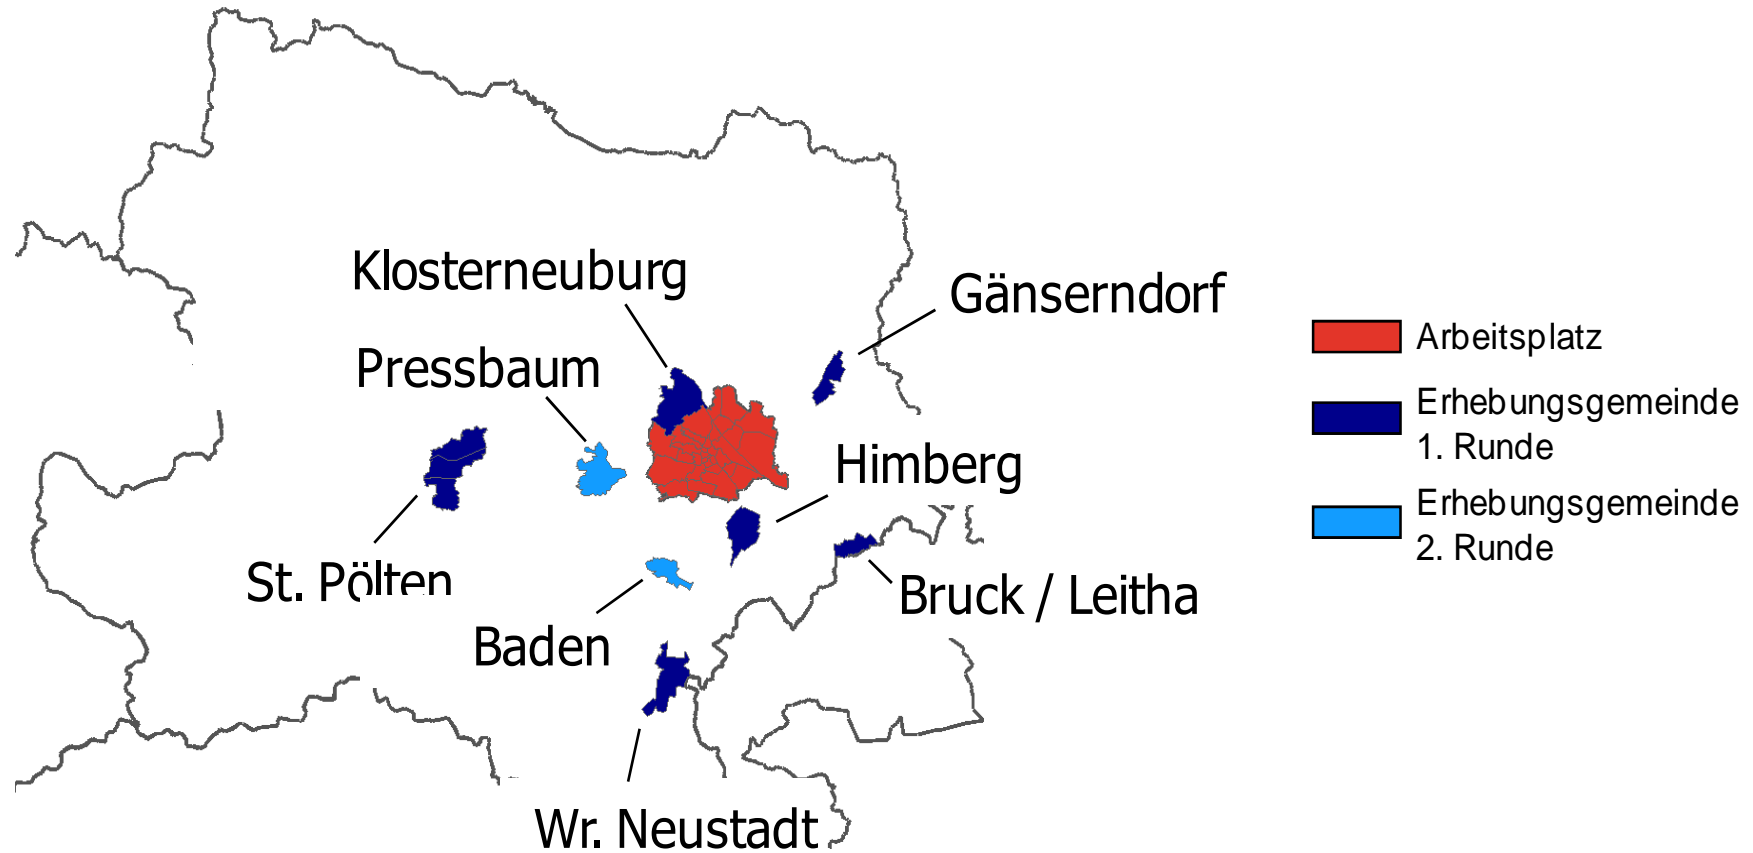 Klosterneuburg
Gänserndorf
Pressbaum
Himberg
St. Pölten
Bruck / Leitha
Baden
Wr. Neustadt
Arbeitsplatz
Erhebungsgemeinde
1. Runde
Erhebungsgemeinde
2. Runde